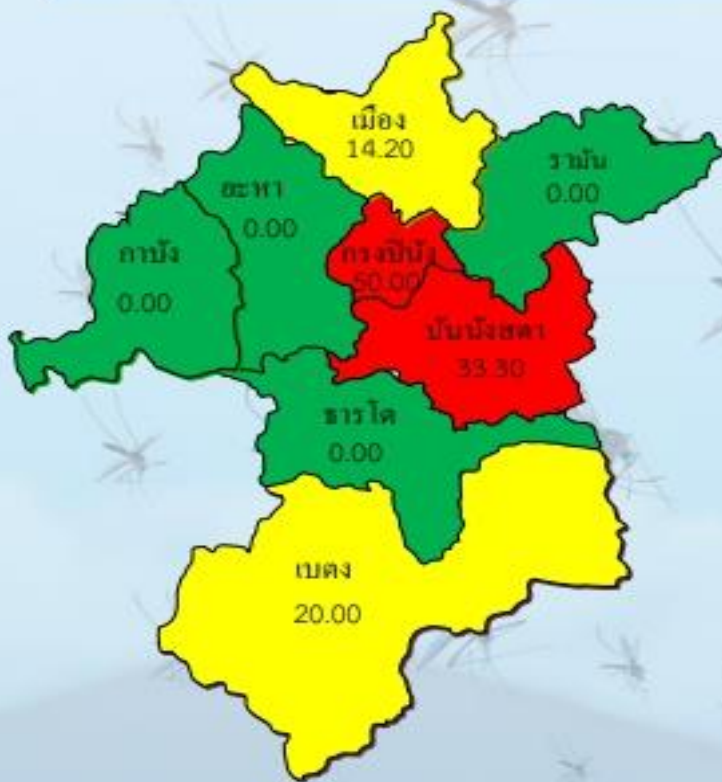 เมือง
14.20
รามัน
0.00
ยะหา
0.00
กาบัง
0.00
กรงปินัง
50.00
บันนังสตา
33.30
ธารโต
0.00
เบตง
20.00